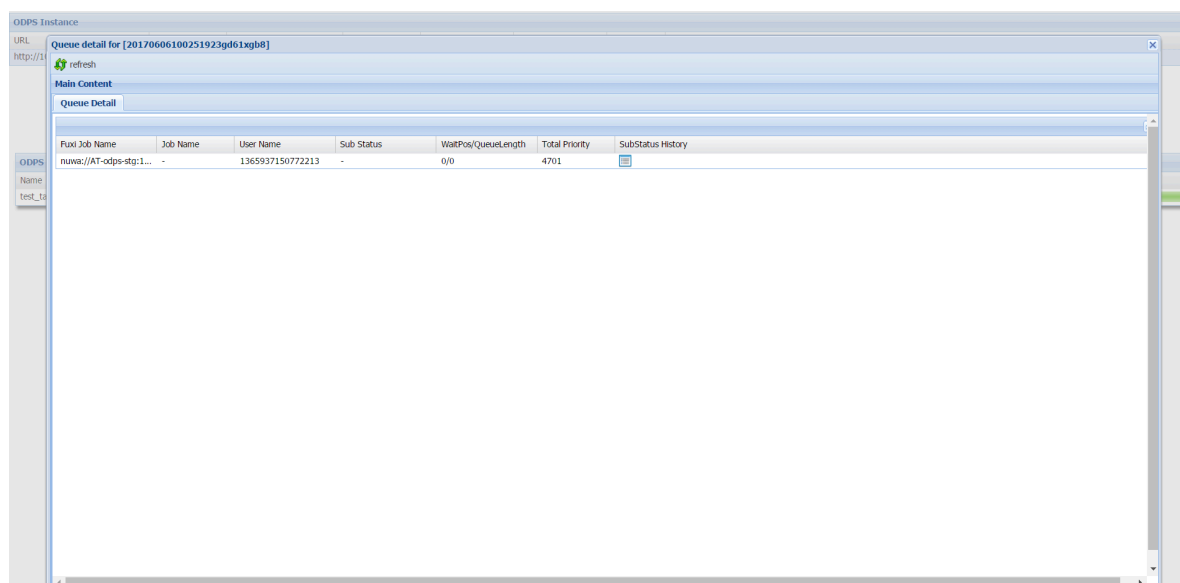 ODPS Instance
URL
http://1
Queue detail for [20170606100251923gd61xgb8]
refresh
Main Content
Queue Detail
Fuxi Job Name Job Name User Name Sub Status WaitPos/QueueLength Total Priority SubStatus History
nuwa://AT-odps-stg:1... - 1365937150772213 - 0/0 4701
ODPS
Name
test_ta